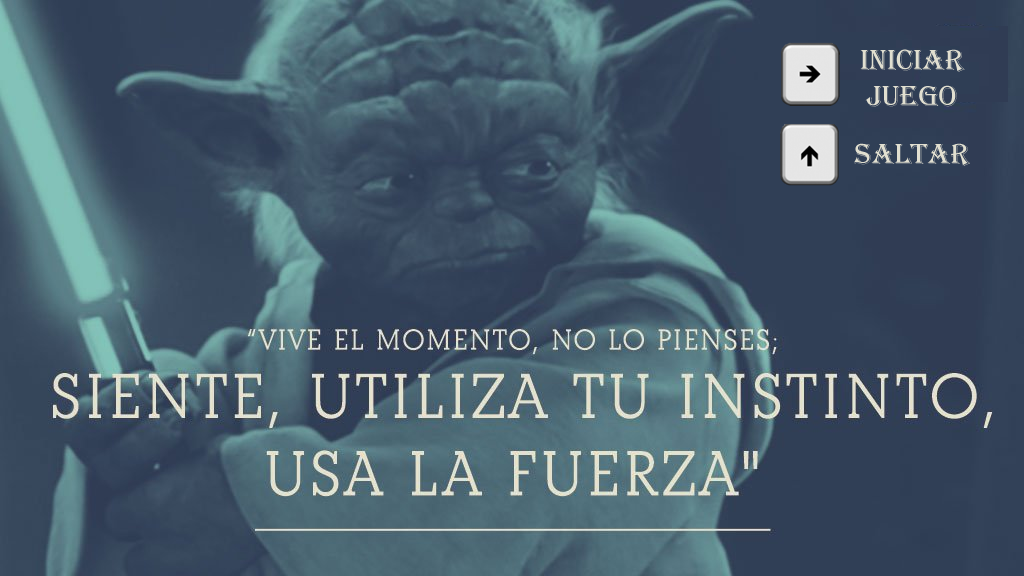 INICIAR
JUEGO
SALTAR
“VIVE EL MOMENTO, NO LO PIENSES;
SIENTE, UTILIZA TU INSTINTO,
USA LA FUERZA"